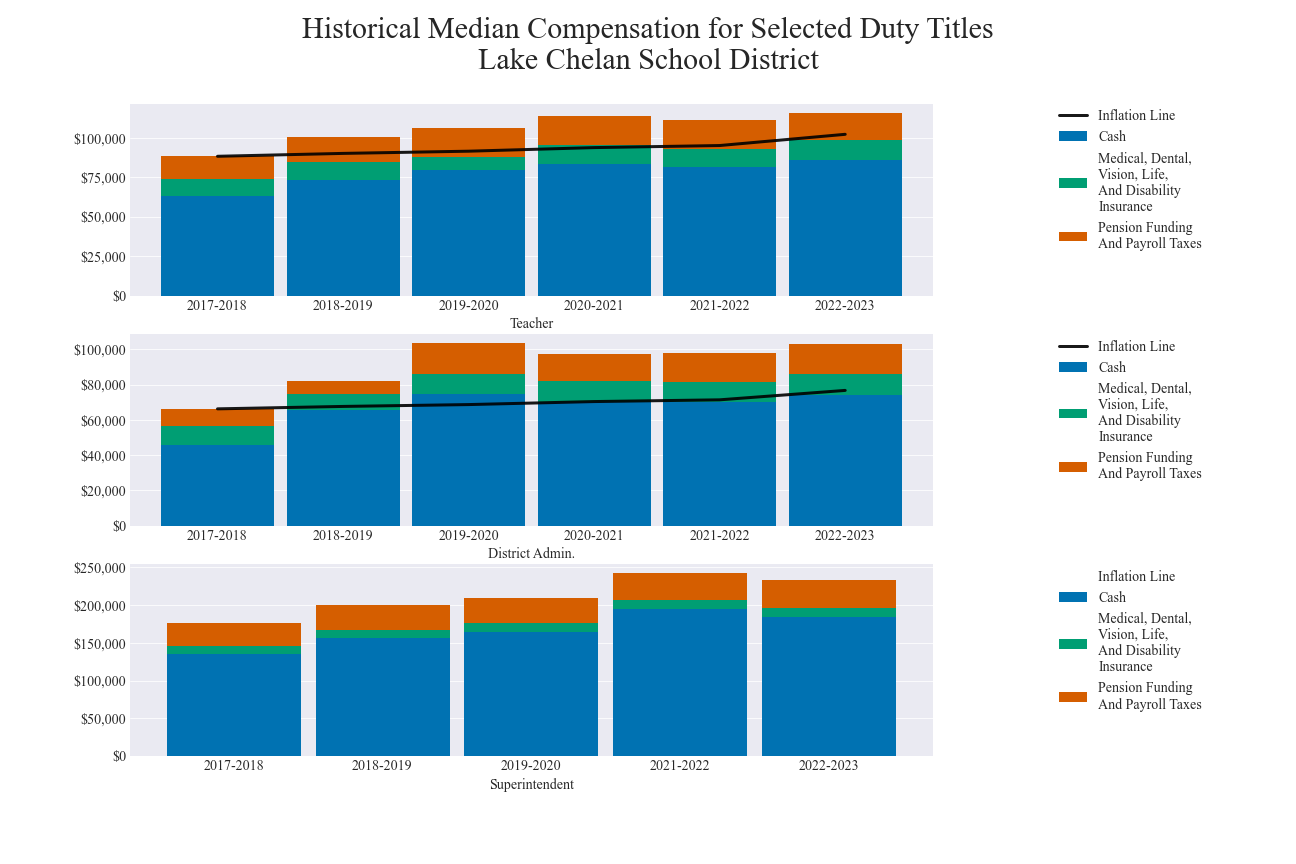 Historical Median Compensation for Selected Duty Titles
Lake Chelan School District
$100,000
$75,000
$50,000
$25,000
$0
2017-2018 2018-2019 2019-2020 2020-2021 2021-2022 2022-2023
Teacher
Inflation Line
Cash
Medical, Dental,
Vision, Life,
And Disability
Insurance
Pension Funding
And Payroll Taxes
$100,000
$80,000
$60,000
$40,000
$20,000
$0
2017-2018 2018-2019 2019-2020 2020-2021 2021-2022 2022-2023
District Admin.
Inflation Line
Cash
Medical, Dental,
Vision, Life,
And Disability
Insurance
Pension Funding
And Payroll Taxes
$250,000
$200,000
$150,000
$100,000
$50,000
$0
2017-2018 2018-2019 2019-2020 2021-2022 2022-2023
Superintendent
Inflation Line
Cash
Medical, Dental,
Vision, Life,
And Disability
Insurance
Pension Funding
And Payroll Taxes